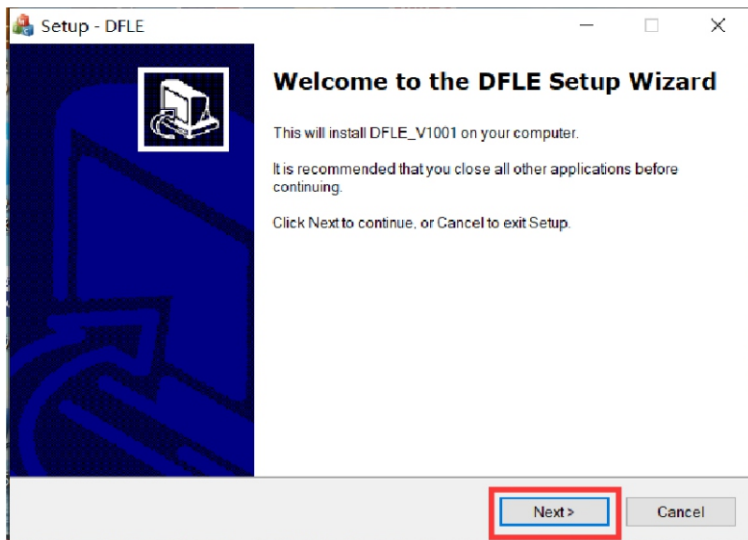 Setup - DFLE
Welcome to the DFLE Setup Wizard
This will install DFLE_V1001 on your computer.
It is recommended that you close all other applications before
continuing.
Click Next to continue, or Cancel to exit Setup.
Next >
Cancel